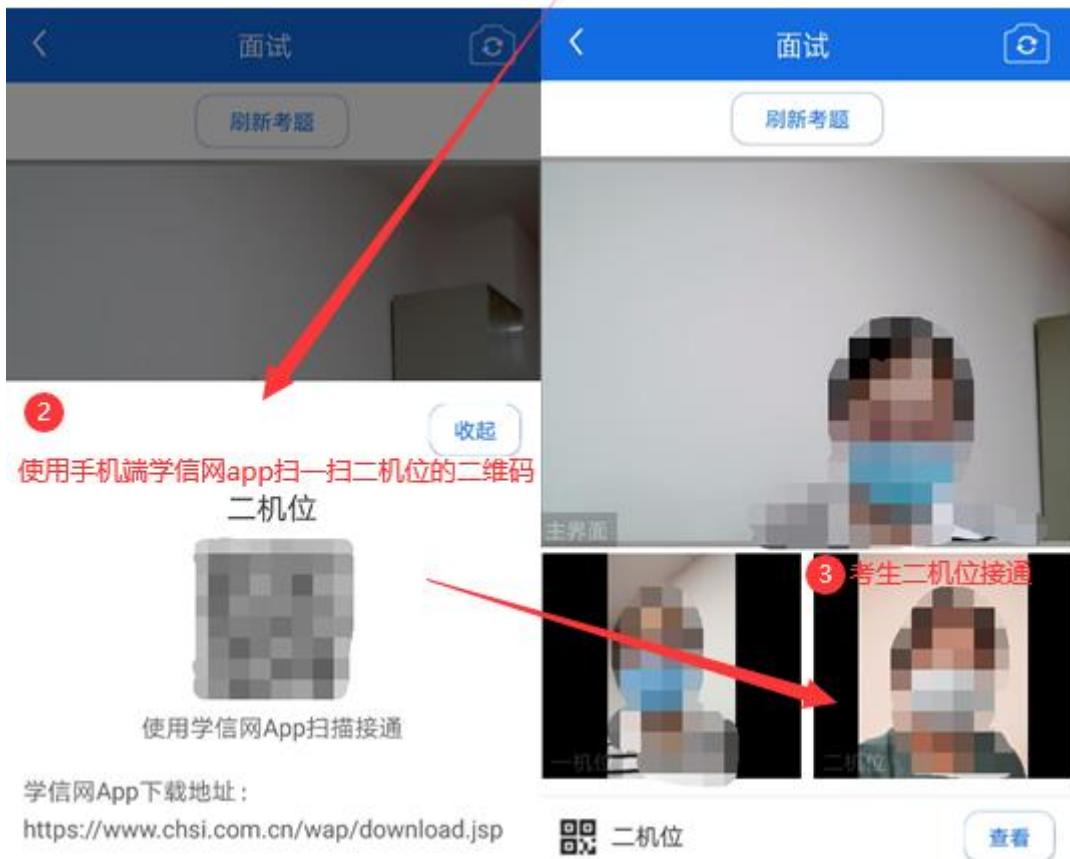 面试
刷新考题
2
收起
使用手机端学信网app扫一扫二机位的二维码
二机位
使用学信网App扫描接通
学信网App下载地址：
https://www.chsi.com.cn/wap/download.jsp
面试
刷新考题
主界面
3 考生二机位接通
一机位
二机位
二机位
查看